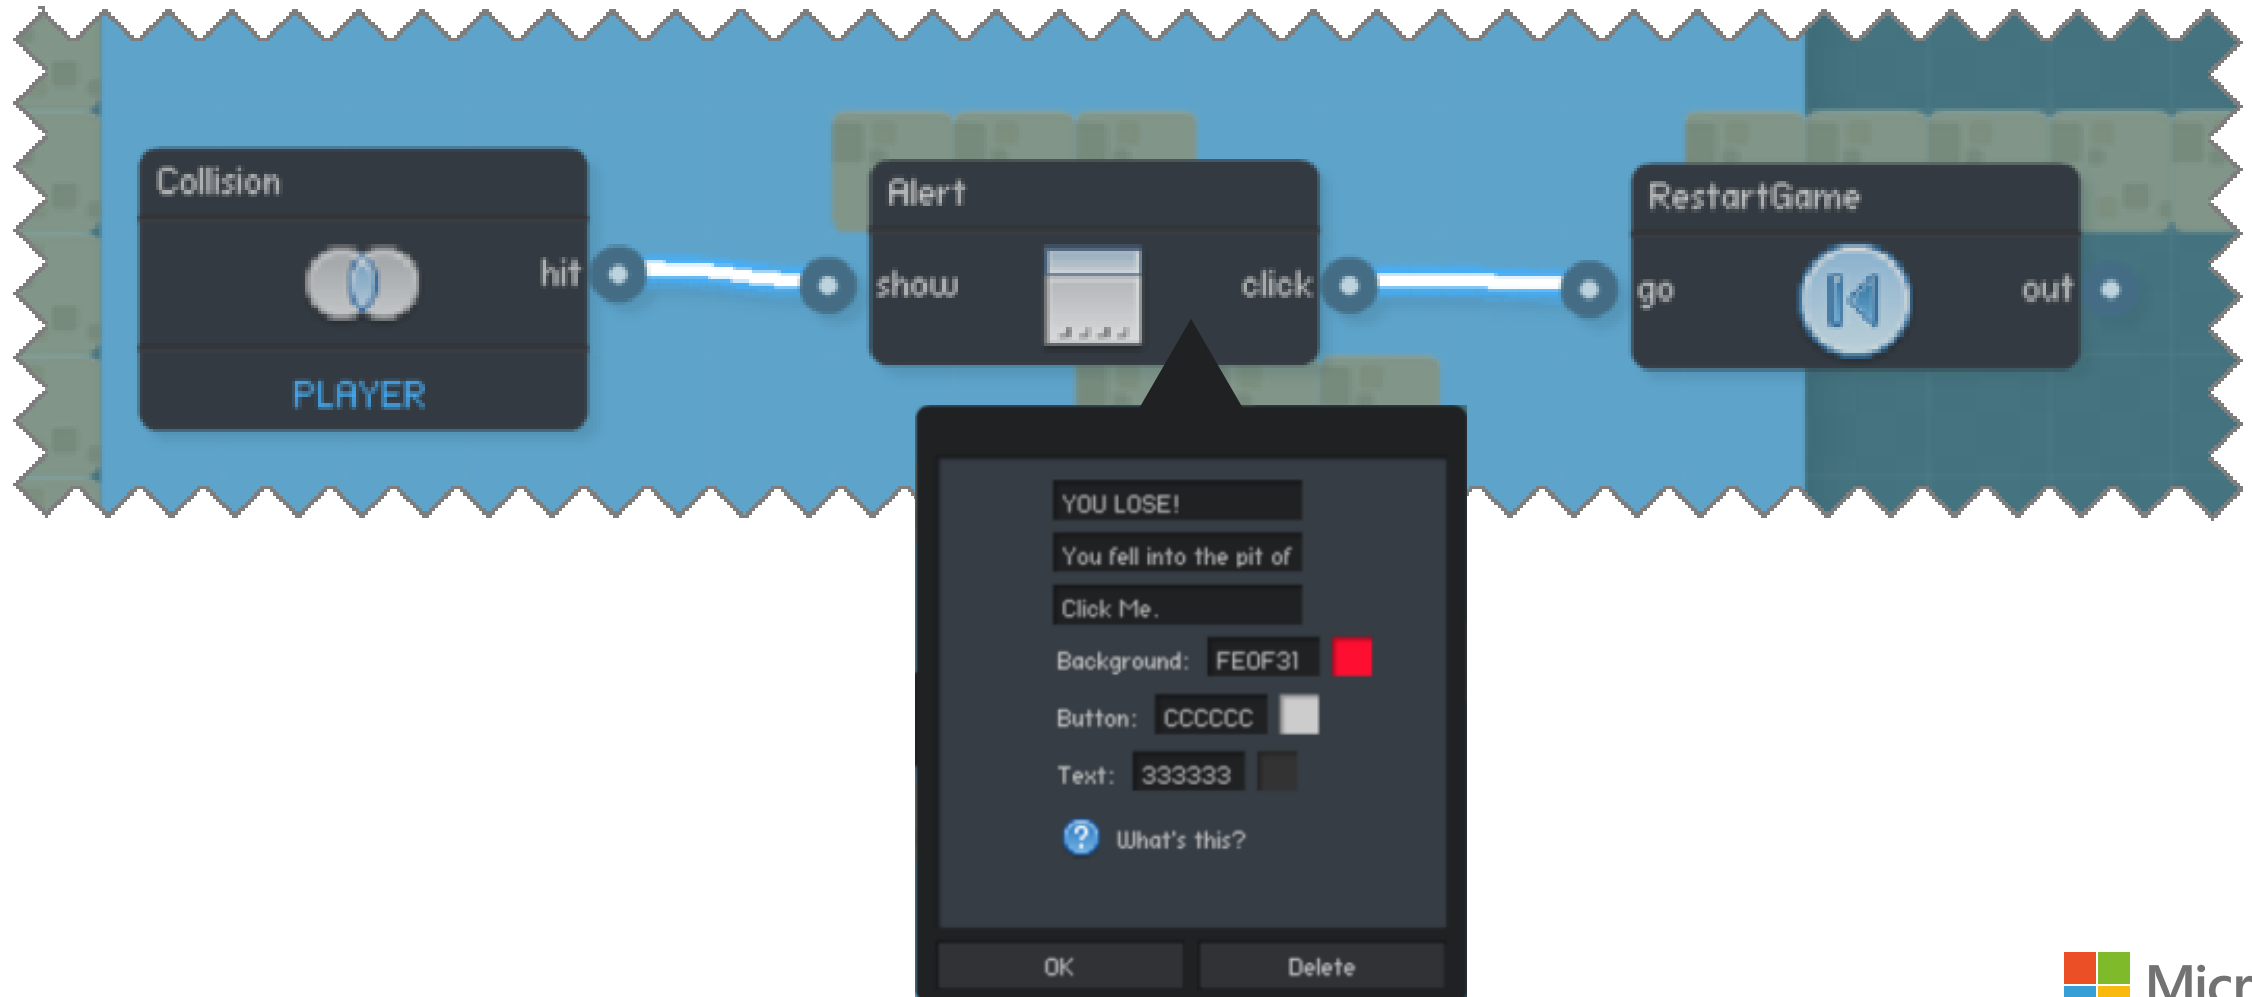 Collision
hit
PLAYER
Alert
show
click
RestartGame
go
out
YOU LOSE!
You fell into the pit of
Click Me.
Background: FE0F31
Button: CCCCCC
Text: 333333
? What's this?
OK
Delete